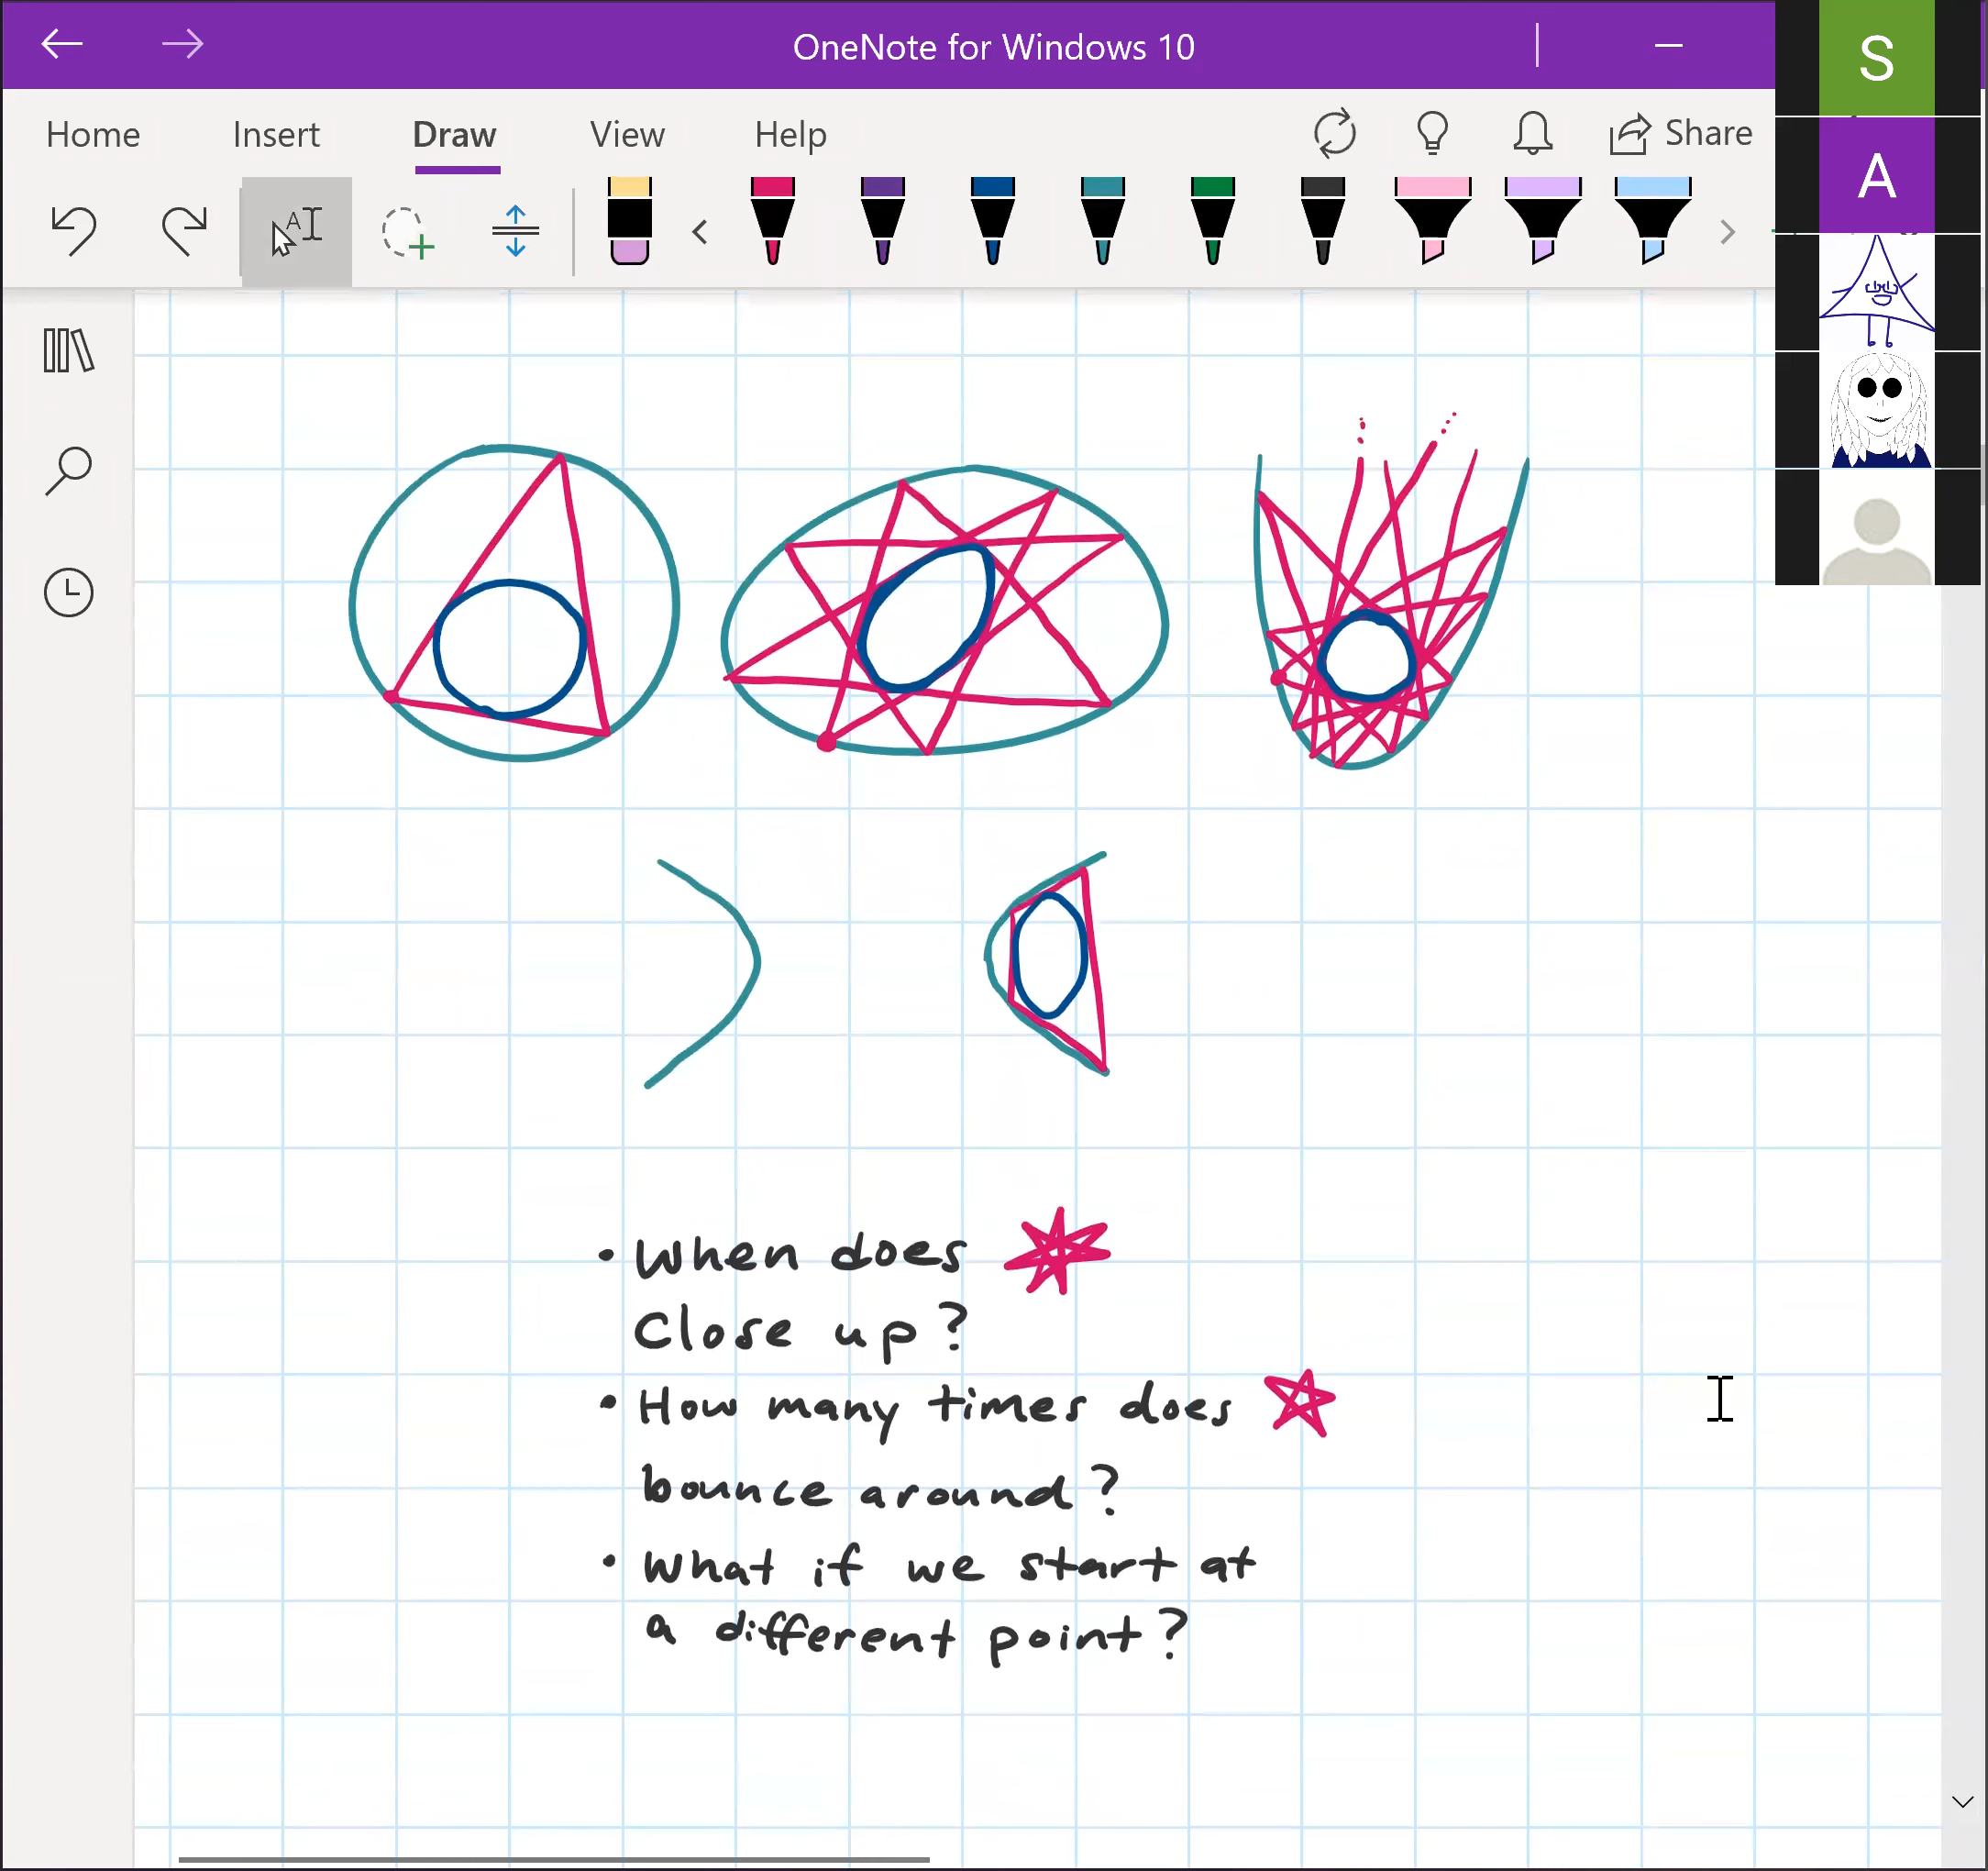 OneNote for Windows 10
S
Home Insert Draw View Help Share
A
A
• When does
Close up?
• How many times does
bounce around?
• What if we start at
a different point?